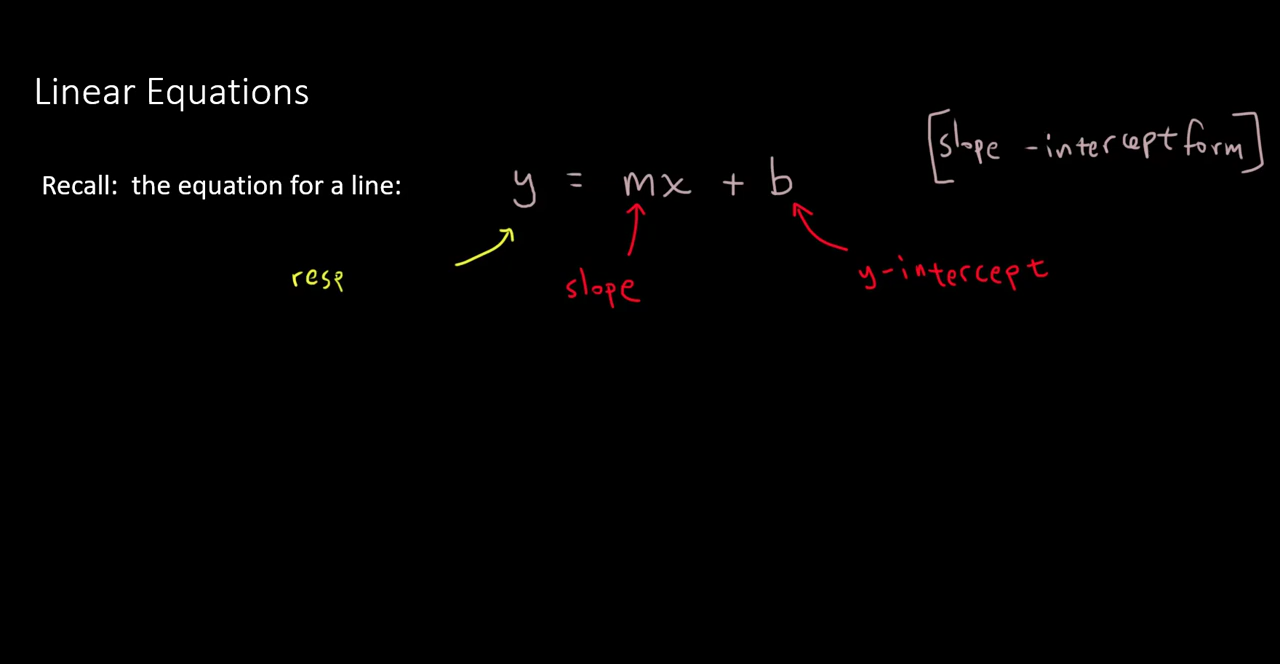 Linear Equations
[slope-intercept form]
Recall: the equation for a line:
y = mx + b
resp
slope
y-intercept